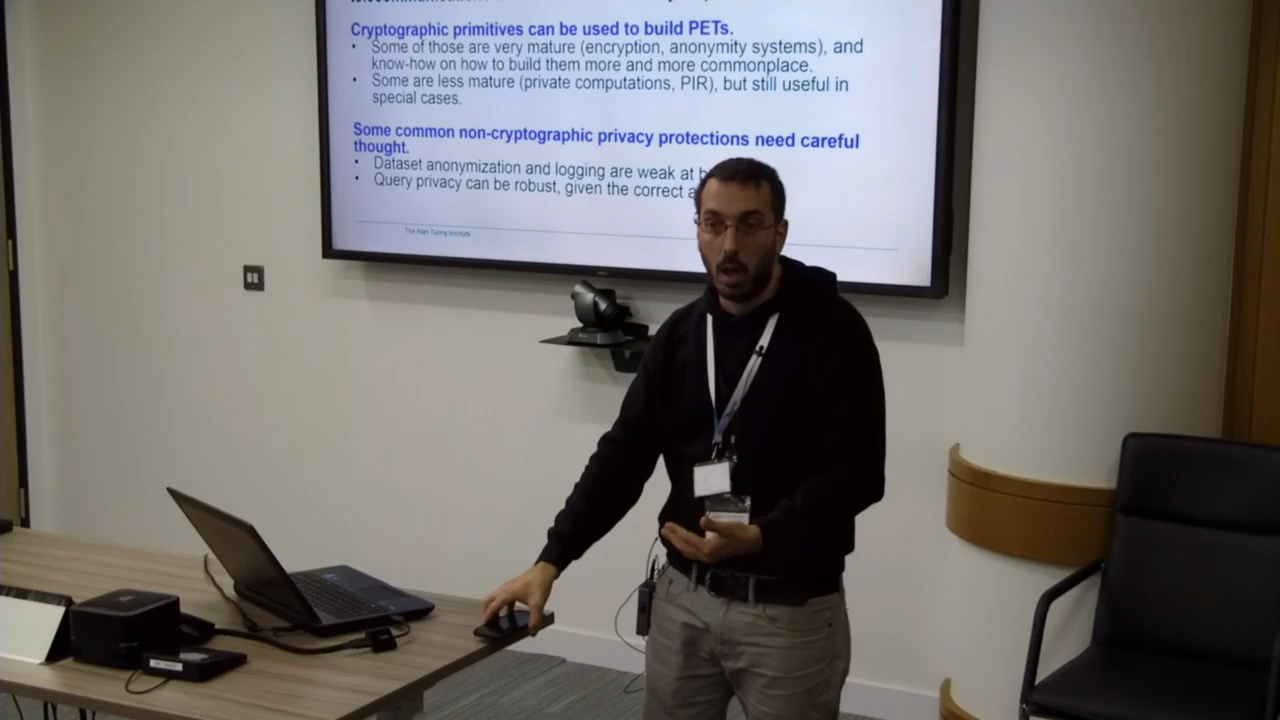 Cryptographic primitives can be used to build PETs.
• Some of those are very mature (encryption, anonymity systems), and
know-how on how to build them more and more commonplace.
• Some are less mature (private computations, PIR), but still useful in
special cases.
Some common non-cryptographic privacy protections need careful
thought.
• Dataset anonymization and logging are weak at
• Query privacy can be robust, given the correct
The Alan Turing Institute